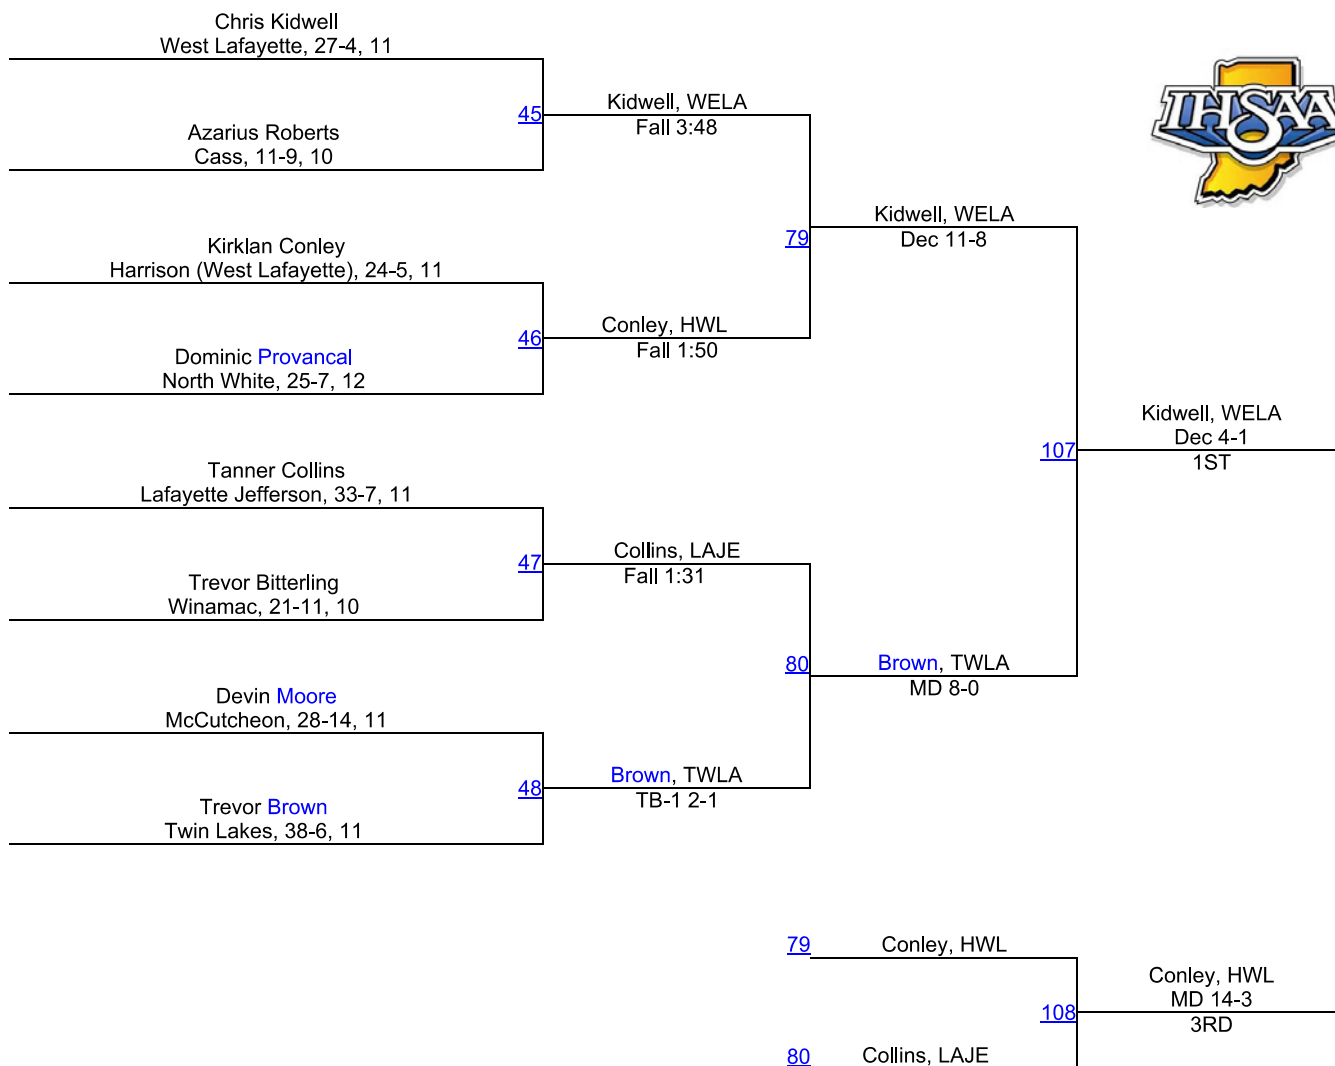 Chris Kidwell
West Lafayette, 27-4, 11
45
Kidwell, WELA
Fall 3:48
Azarius Roberts
Cass, 11-9, 10
IHSAA
79
Kidwell, WELA
Dec 11-8
Kirklan Conley
Harrison (West Lafayette), 24-5, 11
46
Conley, HWL
Fall 1:50
Dominic Provancal
North White, 25-7, 12
107
Kidwell, WELA
Dec 4-1
1ST
Tanner Collins
Lafayette Jefferson, 33-7, 11
47
Collins, LAJE
Fall 1:31
Trevor Bitterling
Winamac, 21-11, 10
80
Brown, TWLA
MD 8-0
Devin Moore
McCutcheon, 28-14, 11
48
Brown, TWLA
TB-1 2-1
Trevor Brown
Twin Lakes, 38-6, 11
79
Conley, HWL
108
Conley, HWL
MD 14-3
3RD
80
Collins, LAJE